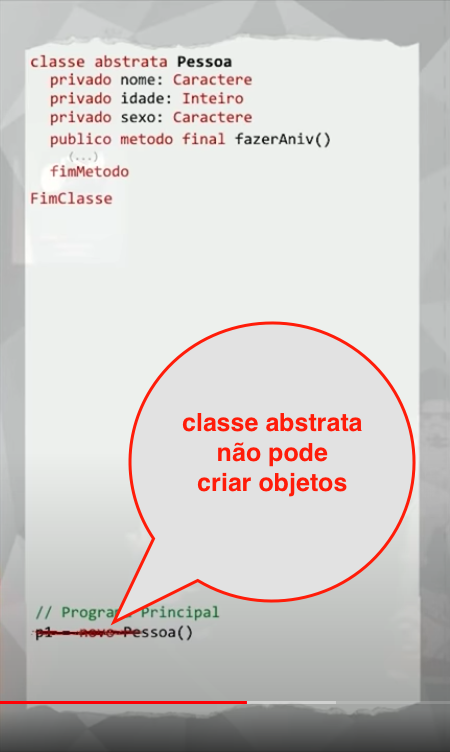 classe abstrata Pessoa
privado nome: Caractere
privado idade: Inteiro
privado sexo: Caractere
publico metodo final fazerAniv()
(...)
fimMetodo
FimClasse
classe abstrata
não pode
criar objetos
// Programa Principal
p1 = novo Pessoa()